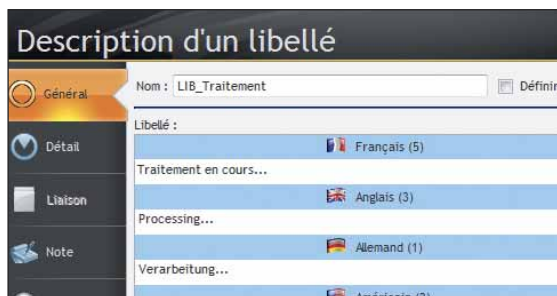 Description d'un libellé
Général
Nom : LIB_Traitement
Définir
Libellé :
Français (5)
Détail
Traitement en cours...
Anglais (3)
Liaison
Processing...
Allemand (1)
Note
Verarbeitung...